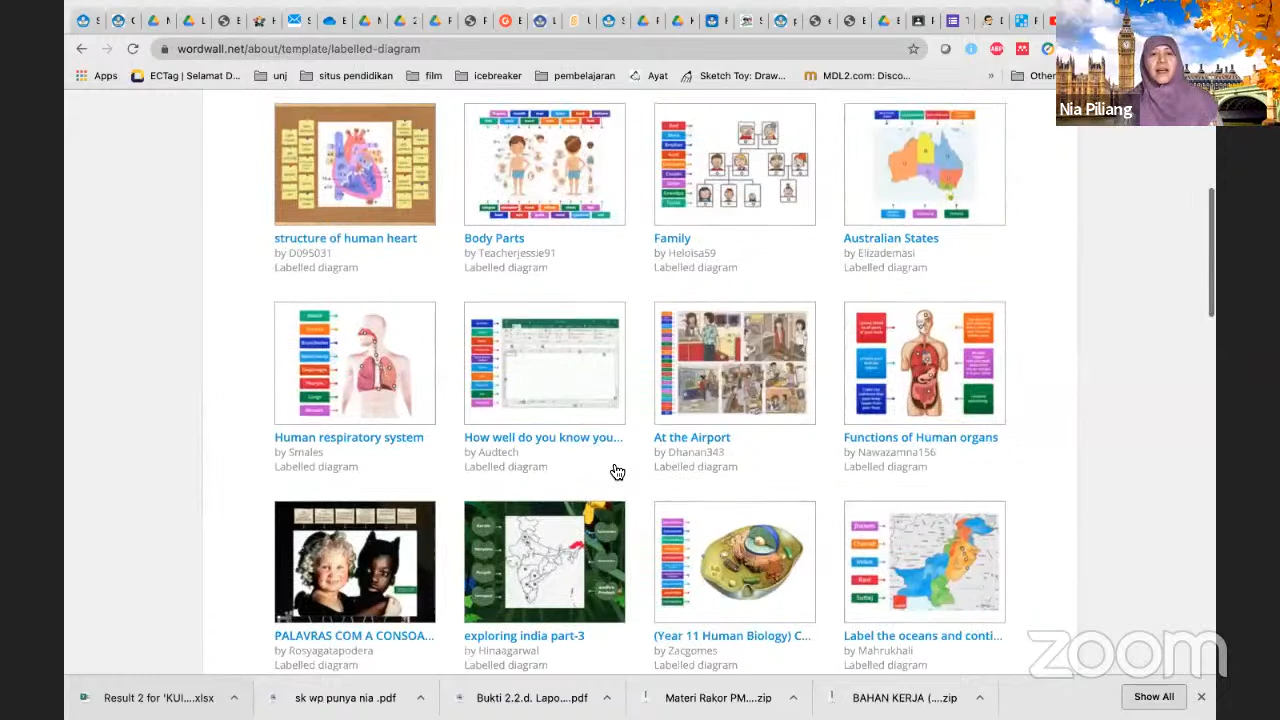 wordwall.net/about/template/labelled-diagram
Apps
ECTag | Selamat D...
unj
situs pendidikan
film
icebreaker
pembelajaran
Ayat
Sketch Toy: Draw...
MDL2.com: Disco...
»
Other
Nia Piliang
structure of human heart
by D095031
Labelled diagram
Body Parts
by Teacherjessie91
Labelled diagram
Family
by Heloisa59
Labelled diagram
Australian States
by Elizademasi
Labelled diagram
Human respiratory system
by Smales
Labelled diagram
How well do you know you...
by Audtech
Labelled diagram
At the Airport
by Dhanan343
Labelled diagram
Functions of Human organs
by Nawazamna156
Labelled diagram
PALAVRAS COM A CONSOA...
by Rosyagatapodera
Labelled diagram
exploring india part-3
by Hinaagarwal
Labelled diagram
(Year 11 Human Biology) C...
by Zacgomes
Labelled diagram
Label the oceans and conti...
by Mahrukhali
Labelled diagram
zoom
Result 2 for 'KUI....xlsx
sk wp punya nia .pdf
Bukti 2.2.d. Lapo....pdf
Materi Rakor PM....zip
BAHAN KERJA (....zip
Show All